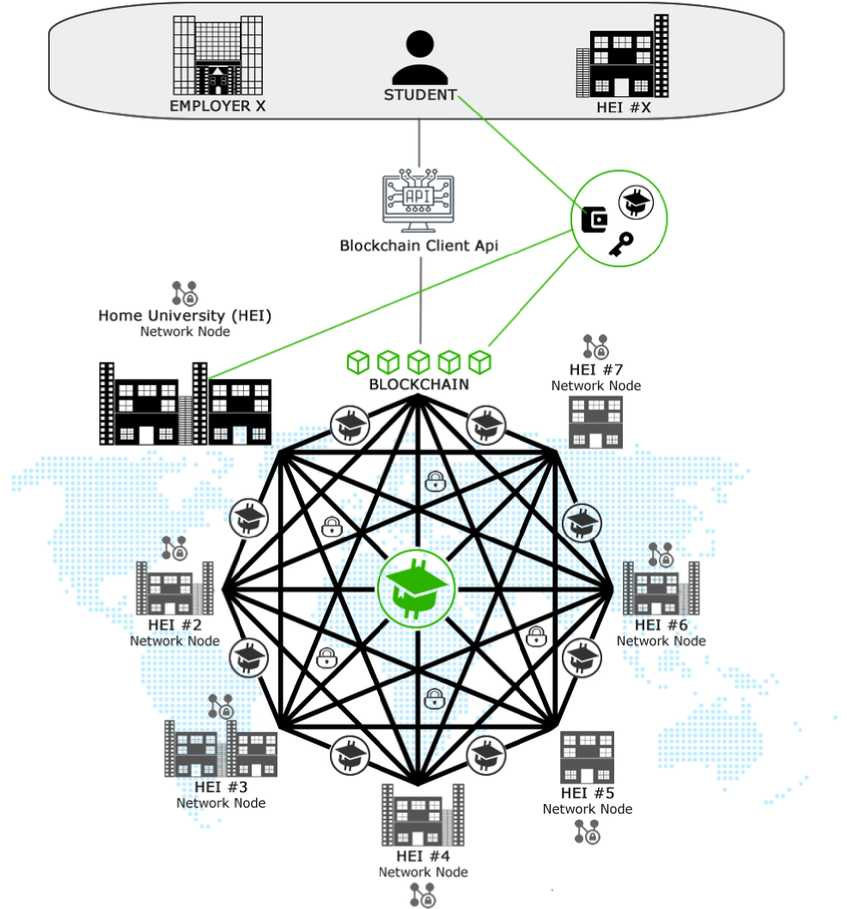 EMPLOYER X
STUDENT
HEI #X
API
Blockchain Client Api
Home University (HEI)
Network Node
BLOCKCHAIN
HEI #7
Network Node
HEI #2
Network Node
HEI #6
Network Node
HEI #3
Network Node
HEI #5
Network Node
HEI #4
Network Node